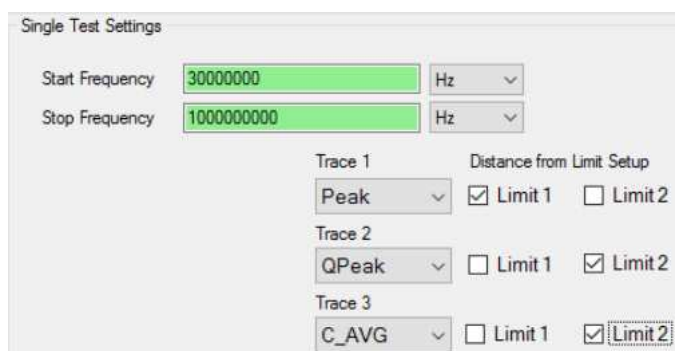 Single Test Settings
Start Frequency 30000000 Hz
Stop Frequency 1000000000 Hz
Trace 1 Distance from Limit Setup
Peak Limit 1 Limit 2
Trace 2
QPeak Limit 1 Limit 2
Trace 3
C_AVG Limit 1 Limit 2